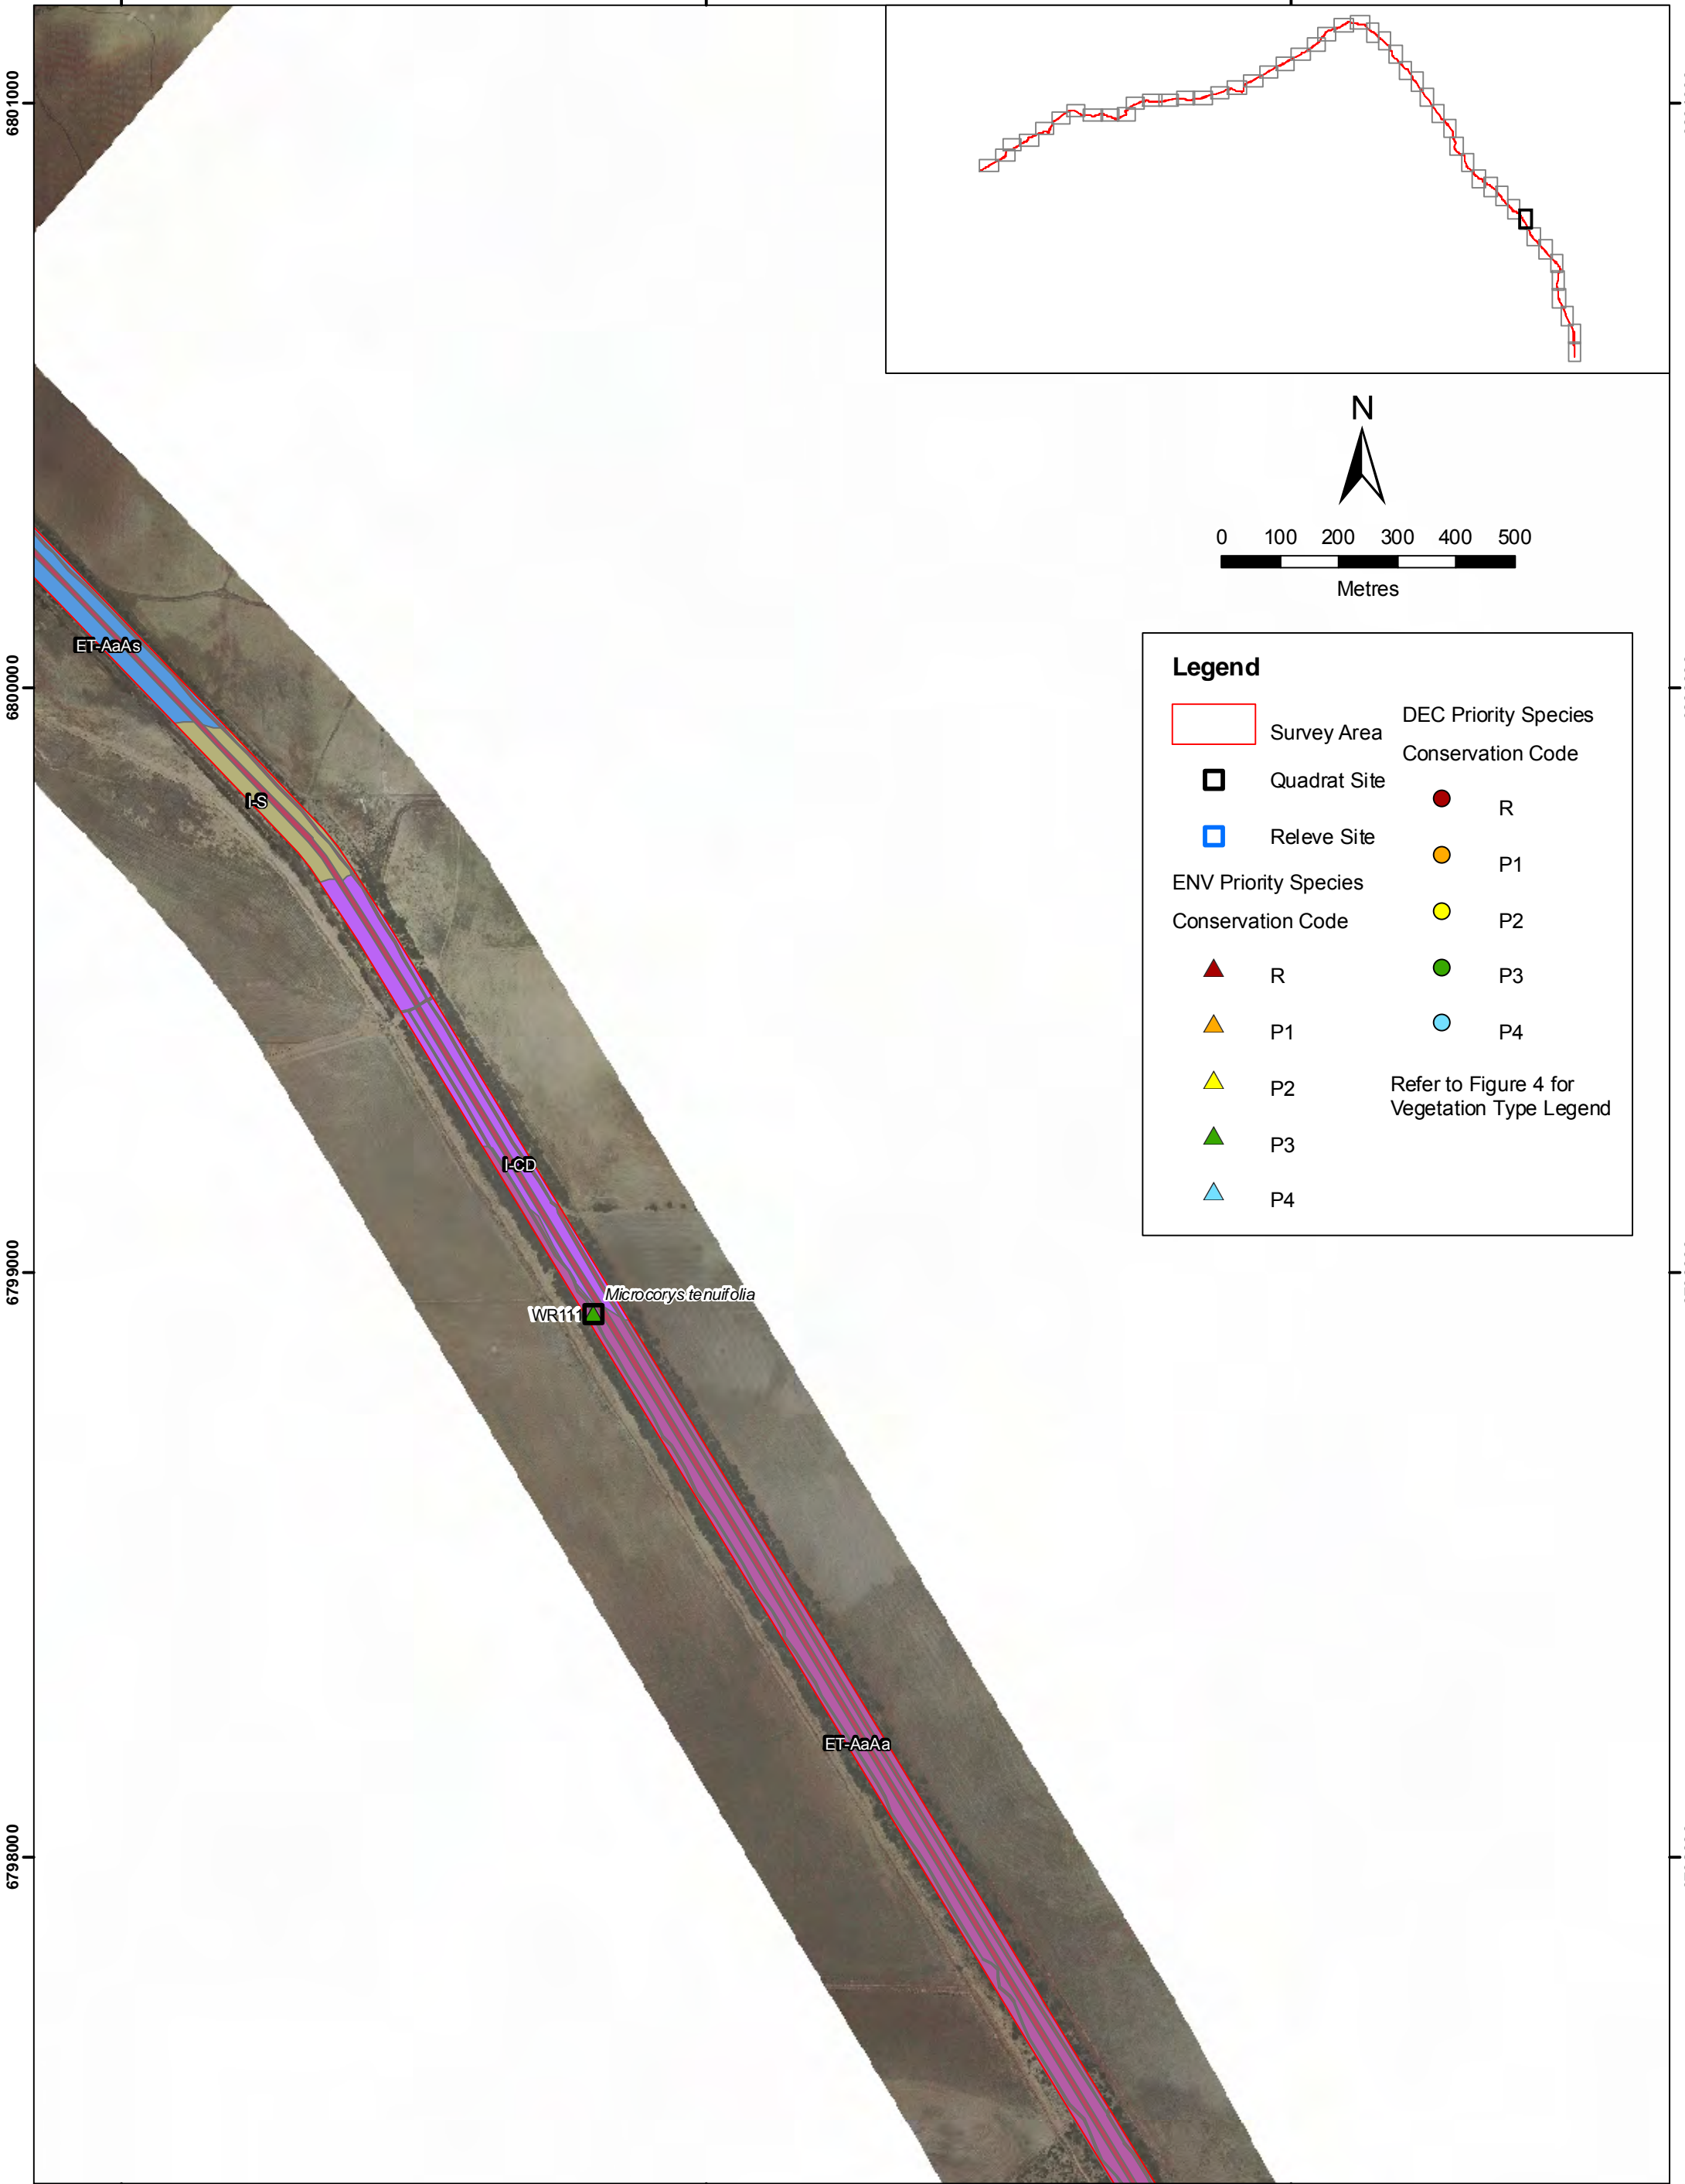 6801000
6800000
6799000
6798000
N
0 100 200 300 400 500
Metres
Legend
Survey Area
Quadrat Site
Releve Site
ENV Priority Species
Conservation Code
R
P1
P2
P3
P4
DEC Priority Species
Conservation Code
R
P1
P2
P3
P4
Refer to Figure 4 for
Vegetation Type Legend
ET-AaAs
I-S
I-CD
Microcorys tenuifolia
WR111
ET-AaAa